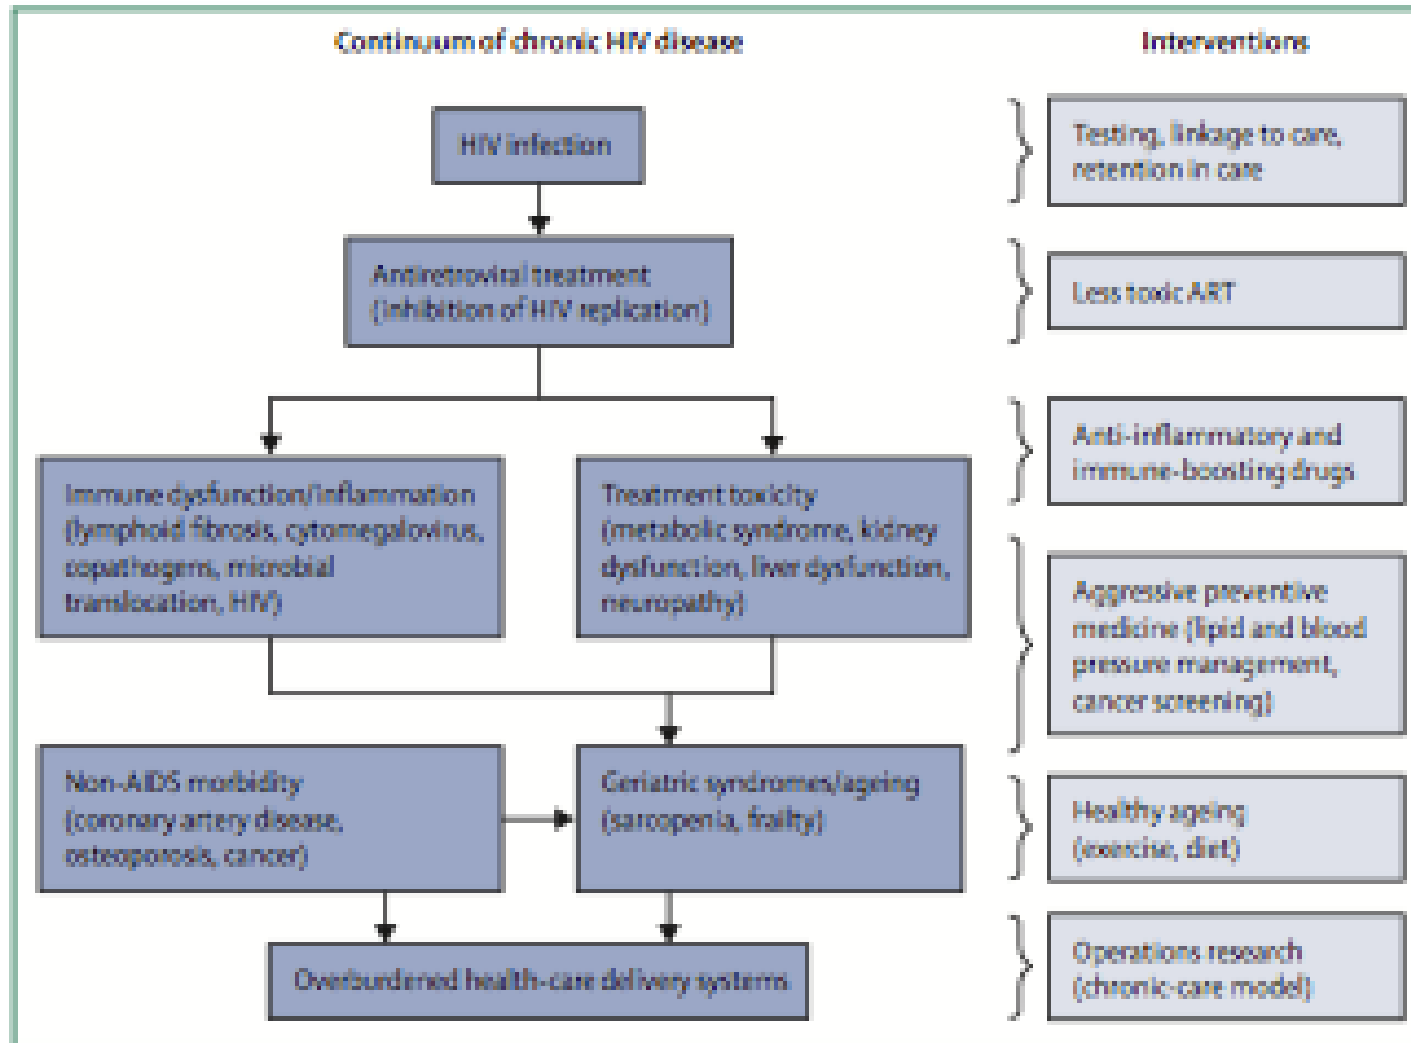 Continuum of chronic HIV disease
Interventions
HIV infection
Testing, linkage to care,
retention in care
Antiretroviral treatment
(inhibition of HIV replication)
Less toxic ART
Anti-inflammatory and
immune-boosting drugs
Immune dysfunction/inflammation
(lymphoid fibrosis, cytomegalovirus,
copathogens, microbial
translocation, HIV)
Treatment toxicity
(metabolic syndrome, kidney
dysfunction, liver dysfunction,
neuropathy)
Aggressive preventive
medicine (lipid and blood
pressure management,
cancer screening)
Non-AIDS morbidity
(coronary artery disease,
osteoporosis, cancer)
Geriatric syndromes/ageing
(sarcopenia, frailty)
Healthy ageing
(exercise, diet)
Overburdened health-care delivery systems
Operations research
(chronic-care model)